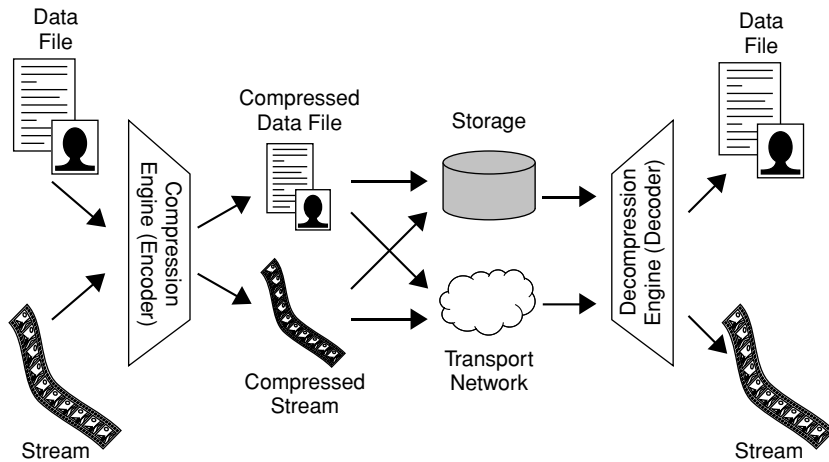 Data
File
Compression
Engine (Encoder)
Stream
Compressed
Data File
Compressed
Stream
Storage
Transport
Network
Decompression
Engine (Decoder)
Data
File
Stream